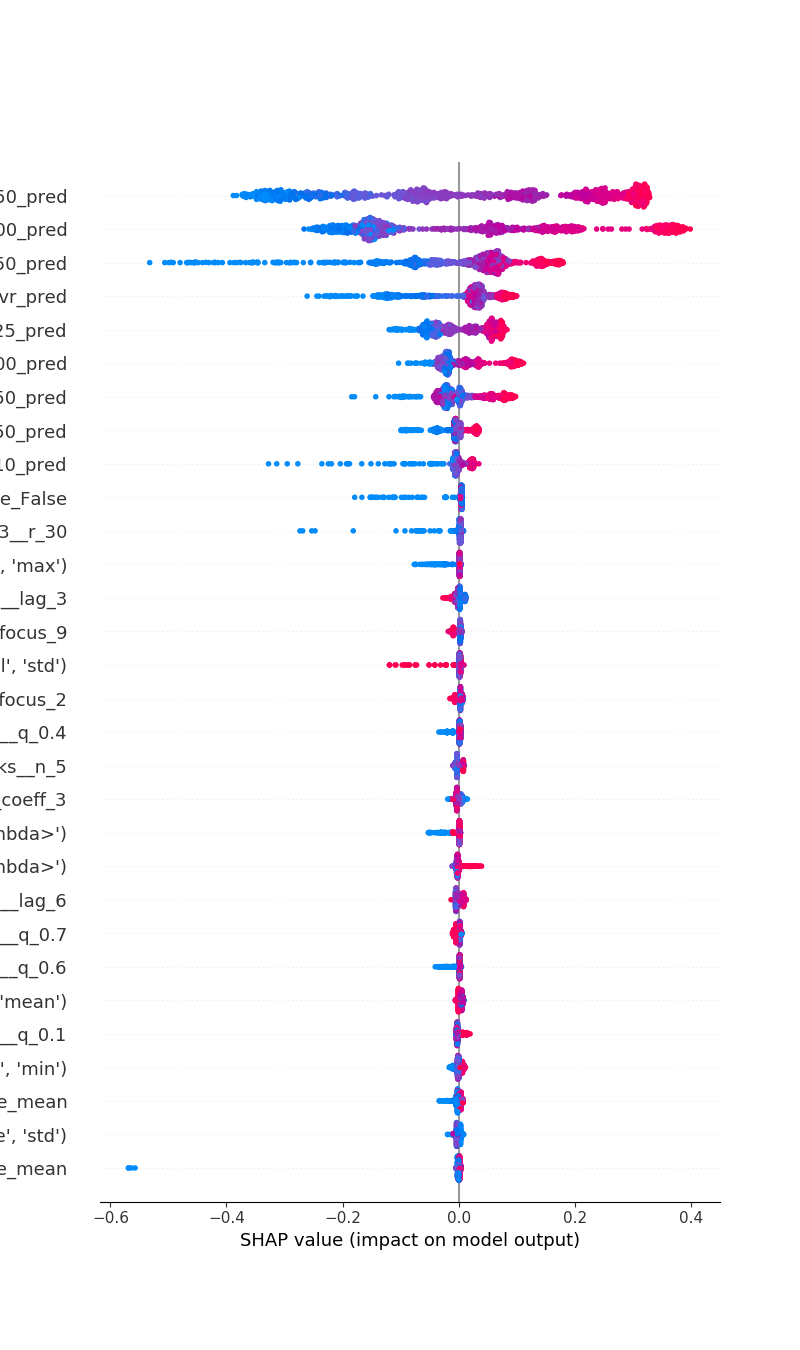 50_pred
00_pred
50_pred
vr_pred
25_pred
00_pred
50_pred
50_pred
10_pred
e_False
3__r_30
, 'max')
__lag_3
focus_9
l', 'std')
focus_2
__q_0.4
ks__n_5
_coeff_3
nbda>')
nbda>')
__lag_6
__q_0.7
__q_0.6
'mean')
__q_0.1
', 'min')
e_mean
e', 'std')
e_mean
−0.6 −0.4 −0.2 0.0 0.2 0.4
SHAP value (impact on model output)